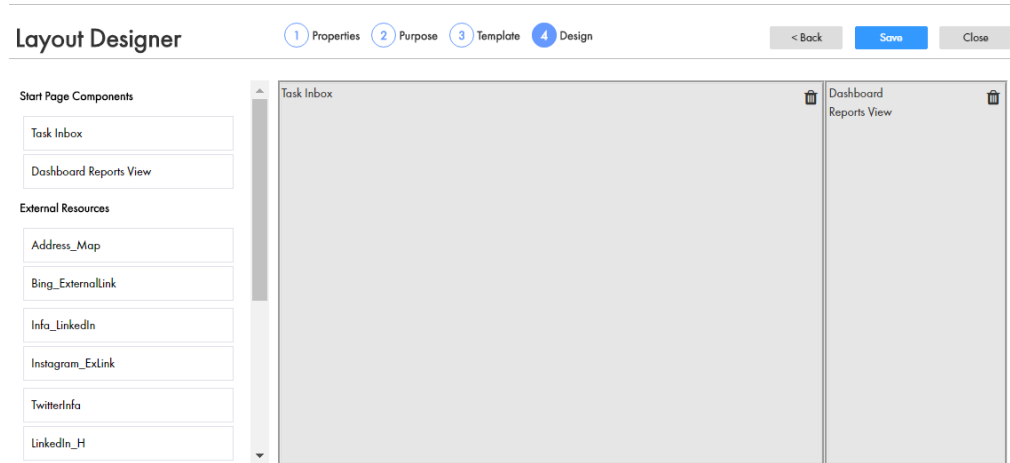 Layout Designer
1 Properties 2 Purpose 3 Template 4 Design
< Back Save Close
Start Page Components
Task Inbox
Dashboard Reports View
External Resources
Address_Map
Bing_ExternalLink
Infa_LinkedIn
Instagram_ExLink
TwitterInfa
LinkedIn_H
Task Inbox
Dashboard
Reports View